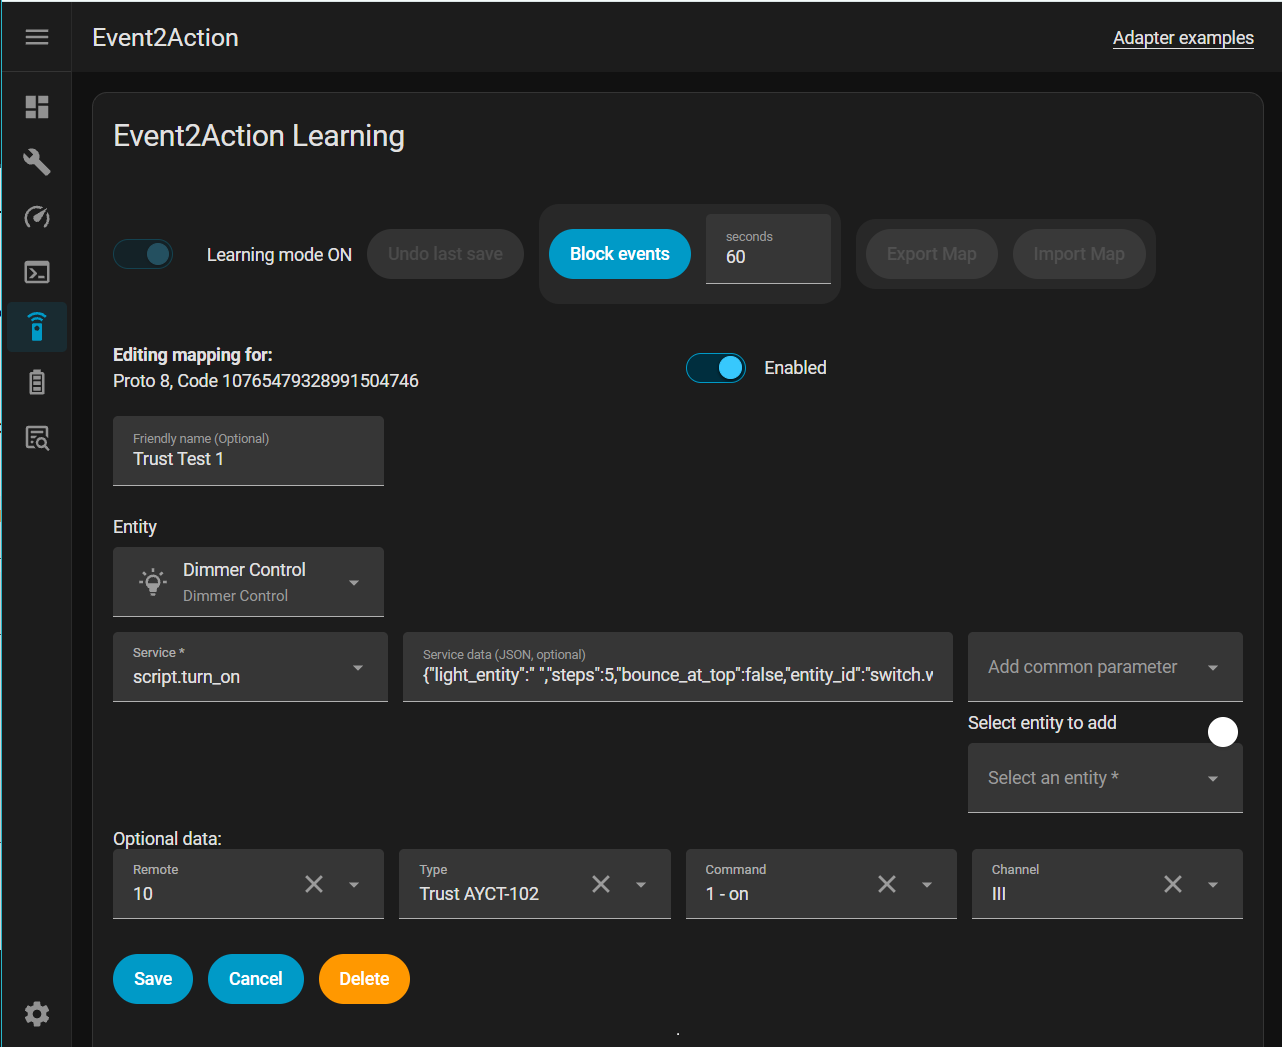 Event2Action
Adapter examples
Event2Action Learning
Learning mode ON
Undo last save
Block events
seconds
60
Export Map
Import Map
Editing mapping for:
Proto 8, Code 10765479328991504746
Enabled
Friendly name (Optional)
Trust Test 1
Entity
Dimmer Control
Dimmer Control
Service *
script.turn_on
Service data (JSON, optional)
{"light_entity":" ","steps":5,"bounce_at_top":false,"entity_id":"switch.w
Add common parameter
Select entity to add
Select an entity *
Optional data:
Remote
10
Type
Trust AYCT-102
Command
1 - on
Channel
III
Save
Cancel
Delete
.